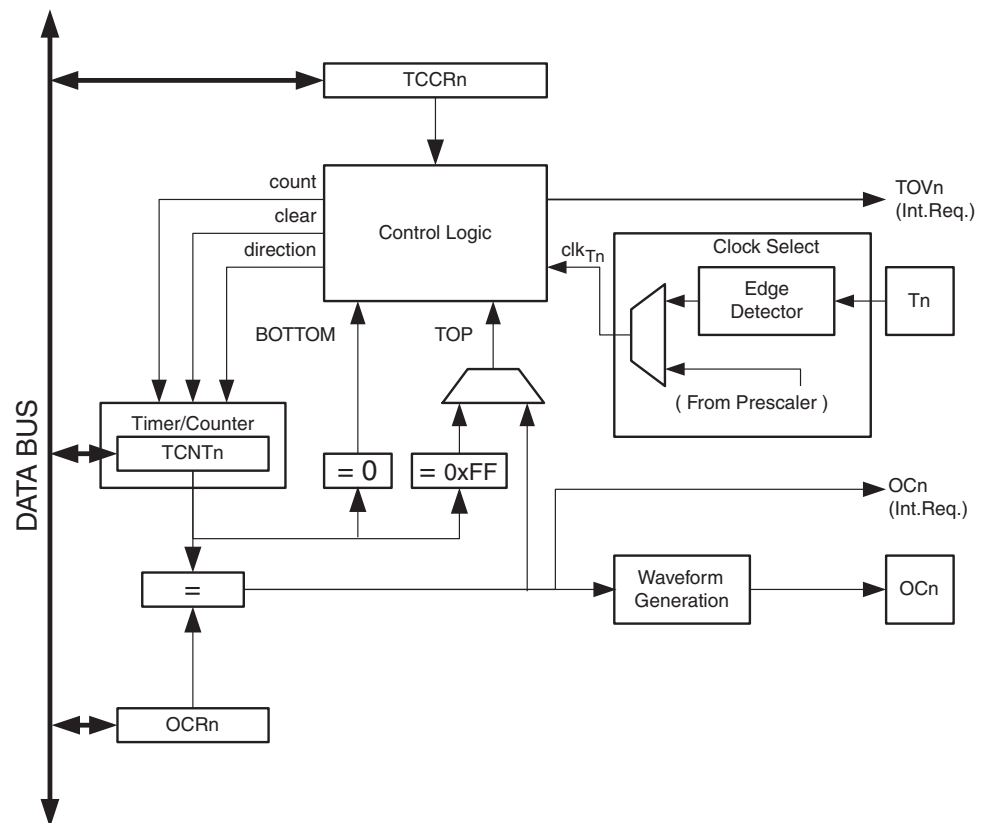 TCCRn
count
clear
direction
Control Logic
TOVn
(Int.Req.)
Clock Select
clkTn
Edge
Detector
Tn
( From Prescaler )
BOTTOM
TOP
DATA BUS
Timer/Counter
TCNTn
= 0
= 0xFF
OCn
(Int.Req.)
=
Waveform
Generation
OCn
OCRn